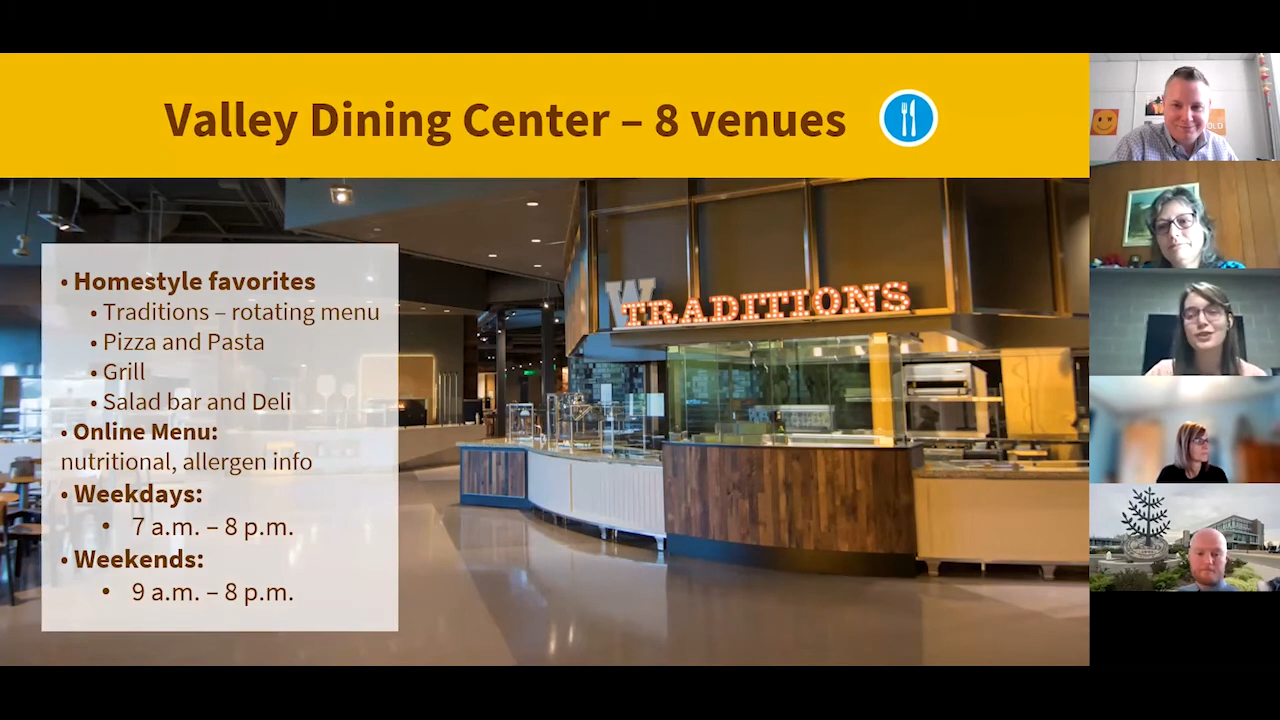 Valley Dining Center – 8 venues
• Homestyle favorites
• Traditions – rotating menu
• Pizza and Pasta
• Grill
• Salad bar and Deli
• Online Menu:
nutritional, allergen info
• Weekdays:
• 7 a.m. – 8 p.m.
• Weekends:
• 9 a.m. – 8 p.m.
W TRADITIONS